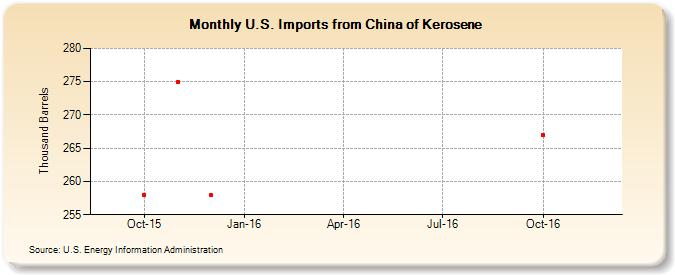 Monthly U.S. Imports from China of Kerosene
Thousand Barrels
280
275
270
265
260
255
Oct-15 Jan-16 Apr-16 Jul-16 Oct-16
Source: U.S. Energy Information Administration